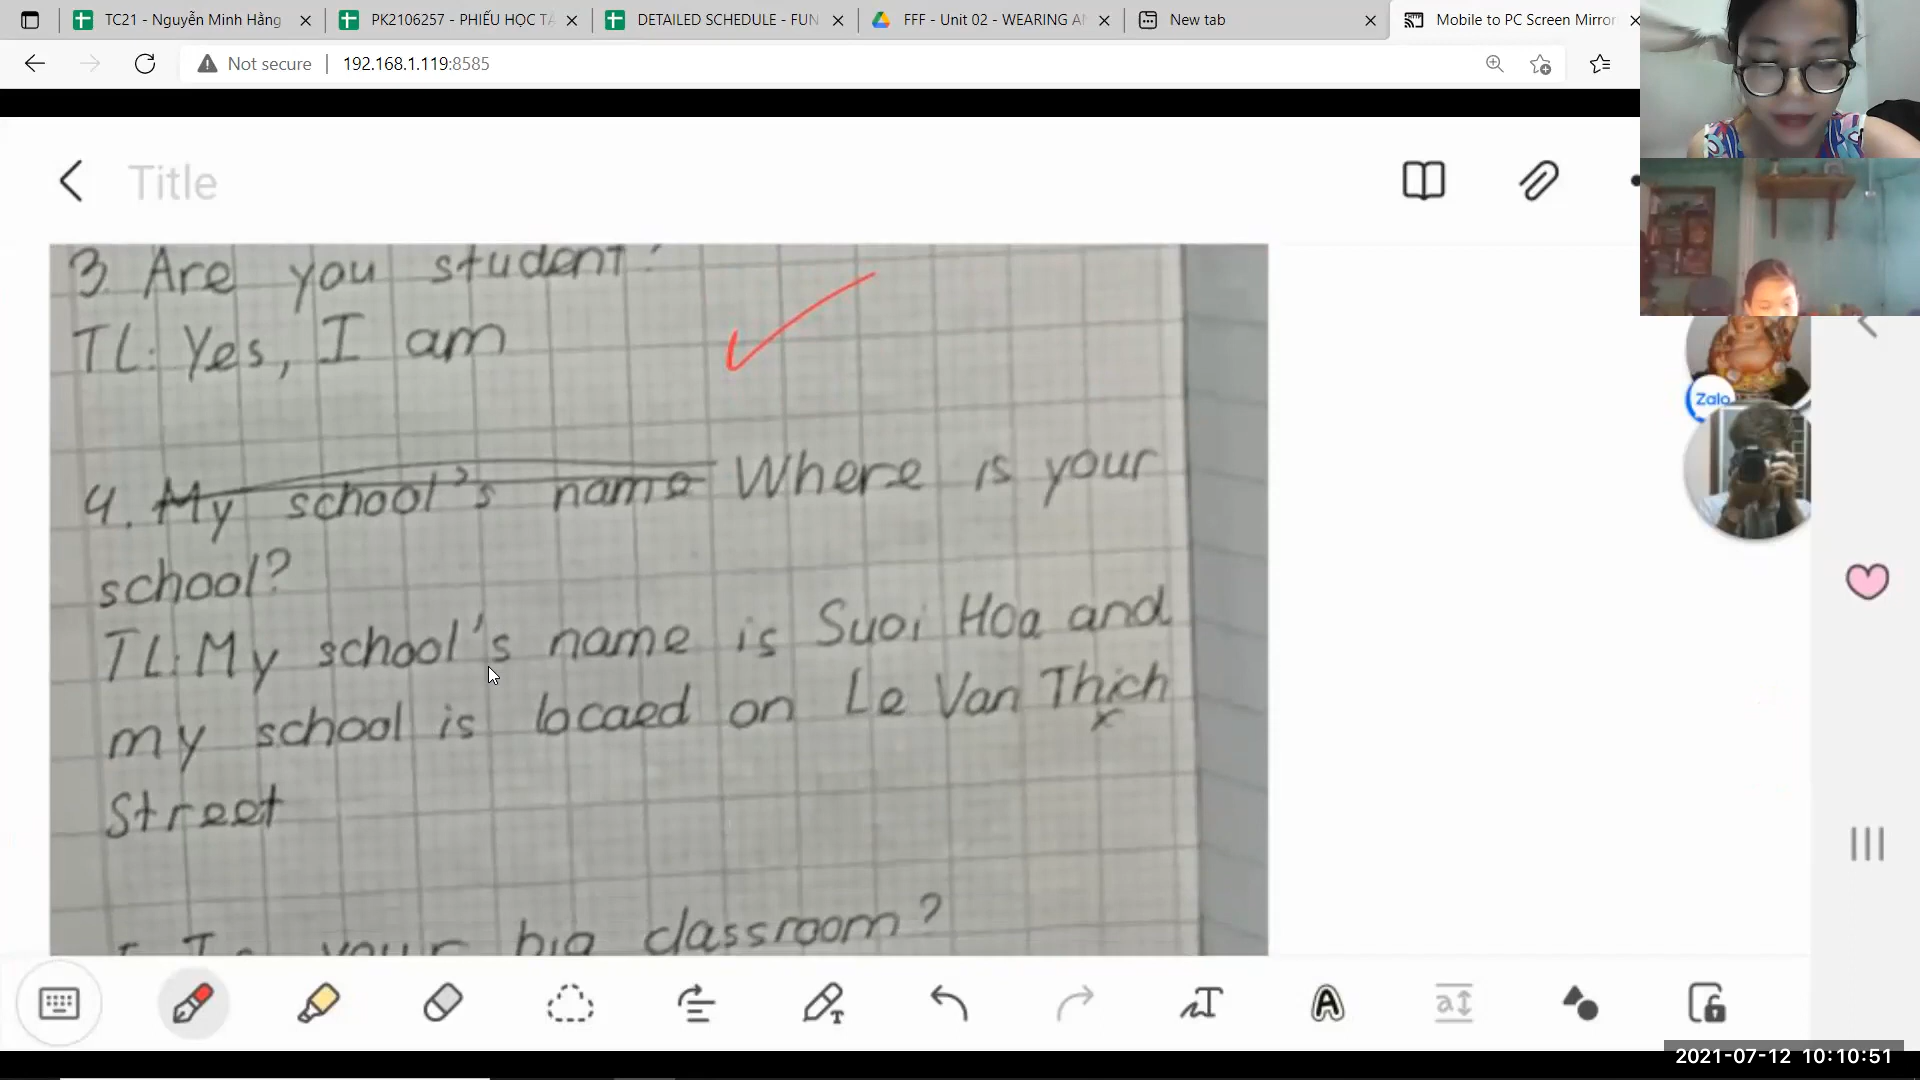 TC21 - Nguyễn Minh Hằng
PK2106257 - PHIẾU HỌC TẬ
DETAILED SCHEDULE - FUN
FFF - Unit 02 - WEARING AN
New tab
Mobile to PC Screen Mirror
Not secure
192.168.1.119:8585
Title
3. Are you student?
TL: Yes, I am
4. My school's name Where is your
school?
TL: My school's name is Suoi Hoa and
my school is locaed on Le Van Thich
x
Street
your big classroom?
Zalo
2021-07-12 10:10:51